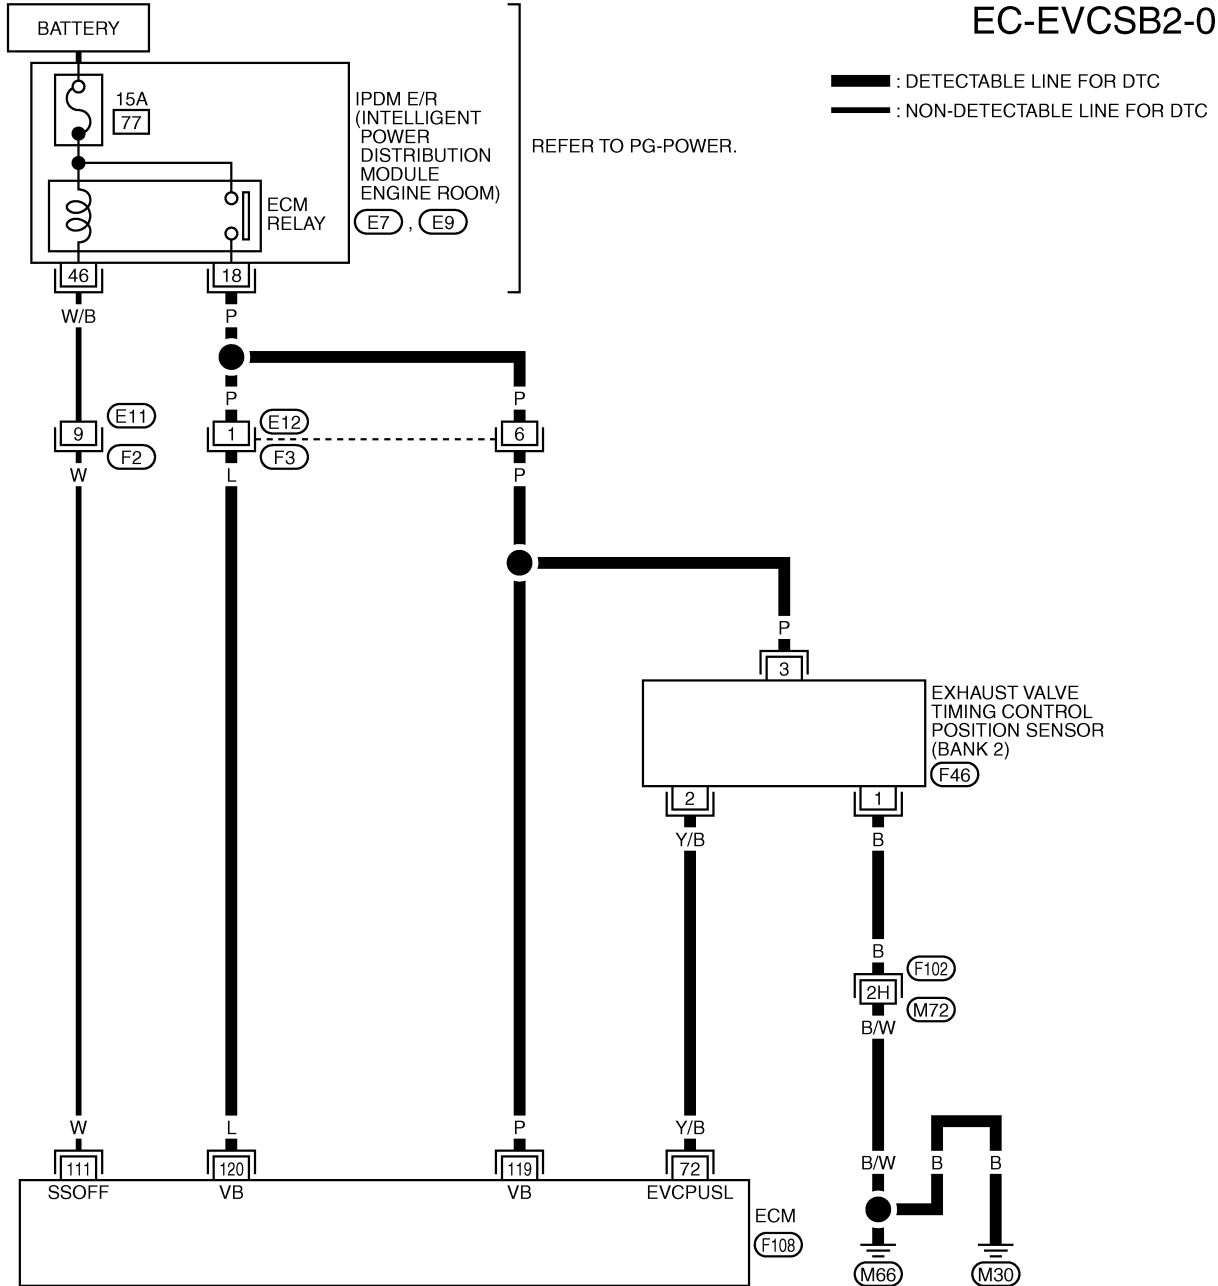 EC-EVCSB2-0
BATTERY
: DETECTABLE LINE FOR DTC
: NON-DETECTABLE LINE FOR DTC
15A
77
IPDM E/R
(INTELLIGENT
POWER
DISTRIBUTION
MODULE
ENGINE ROOM)
E7 , E9
REFER TO PG-POWER.
ECM
RELAY
46
18
W/B
P
P
P
9
E11
F2
1
E12
F3
6
W
L
P
P
3
EXHAUST VALVE
TIMING CONTROL
POSITION SENSOR
(BANK 2)
F46
2
1
Y/B
B
B
2H
F102
M72
B/W
W
L
P
Y/B
B/W
B
B
111
120
119
72
SSOFF
VB
VB
EVCPUSL
ECM
F108
M66
M30